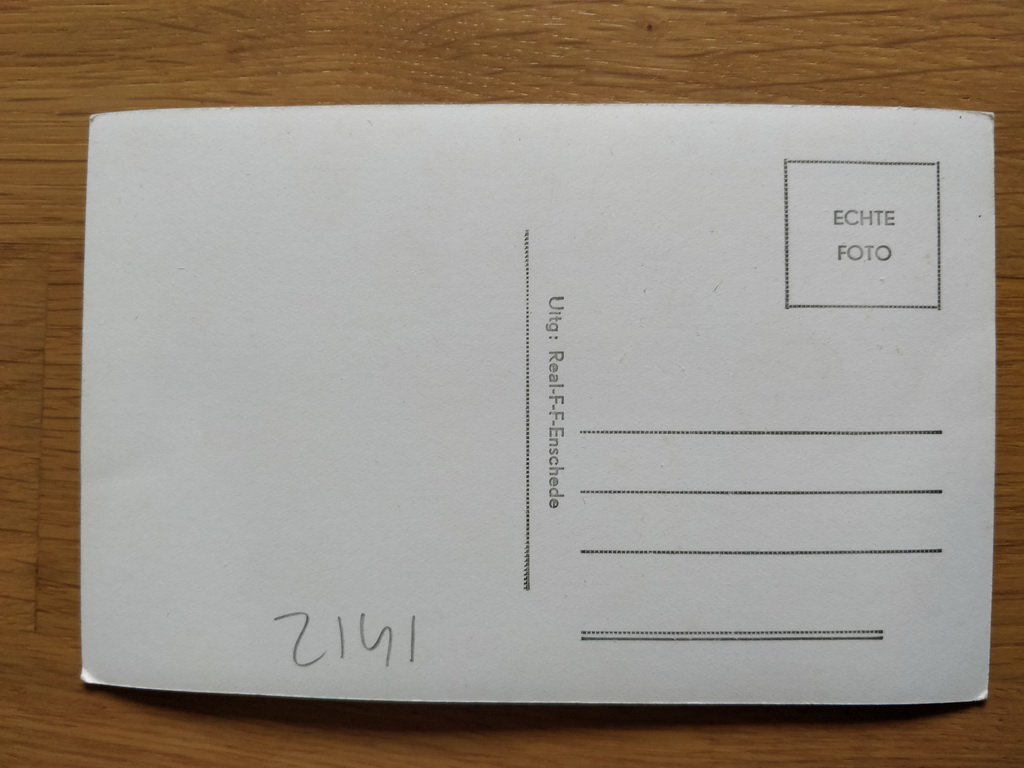 ECHTE
FOTO
Uitg: Real-F-F-Enschede
2141